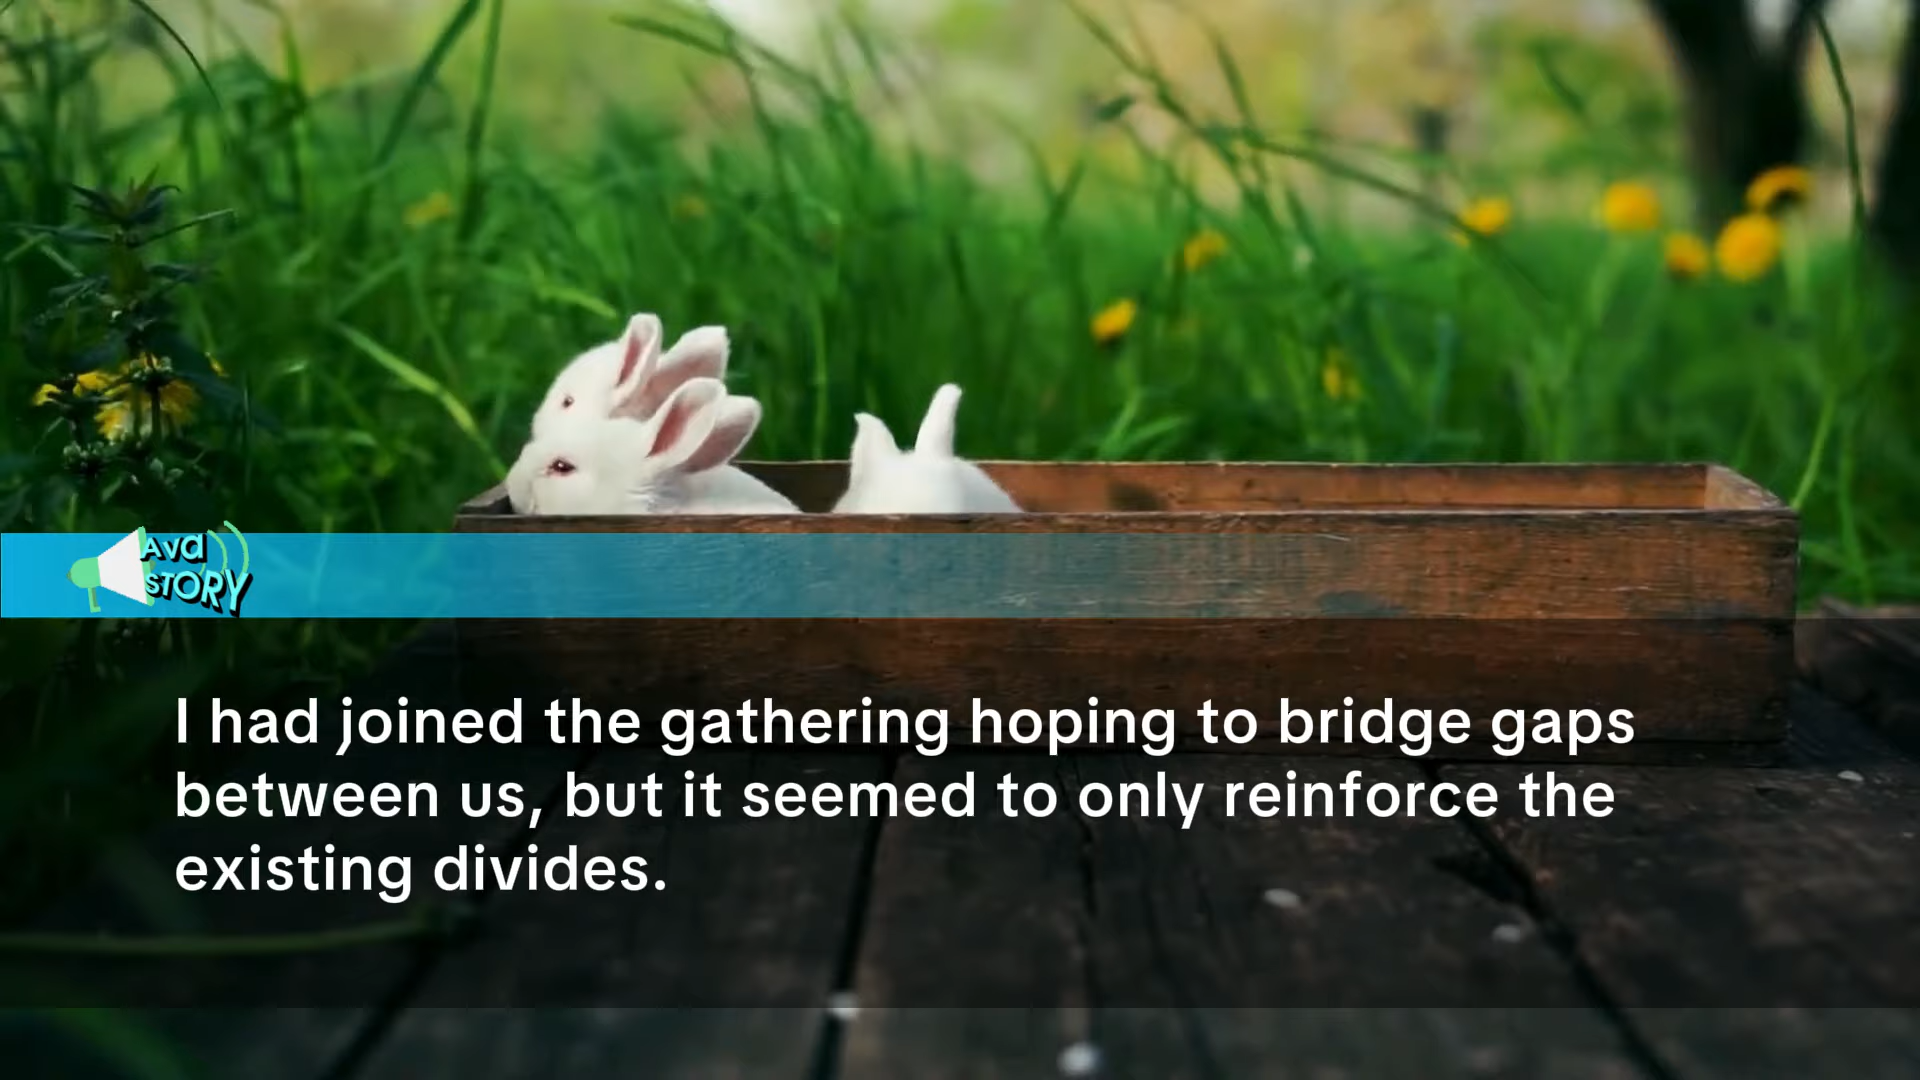 Ava
STORY
I had joined the gathering hoping to bridge gaps
between us, but it seemed to only reinforce the
existing divides.